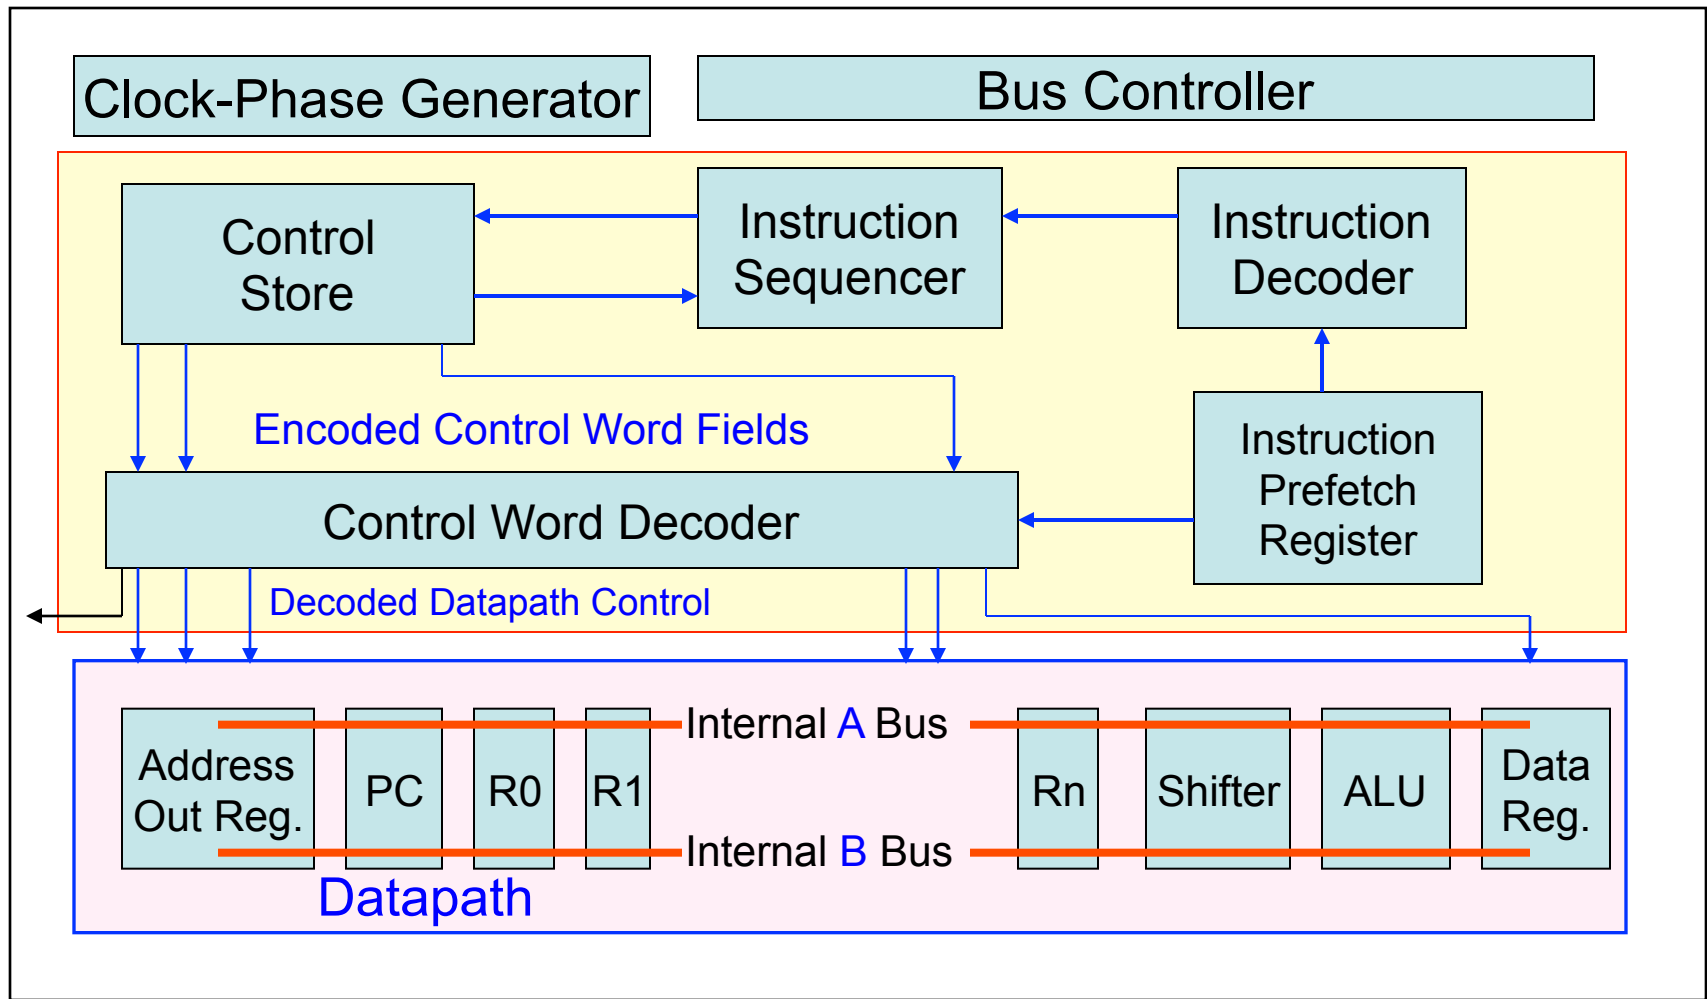 Clock-Phase Generator
Bus Controller
Control
Store
Instruction
Sequencer
Instruction
Decoder
Encoded Control Word Fields
Instruction
Prefetch
Register
Control Word Decoder
Decoded Datapath Control
Internal A Bus
Address
Out Reg.
PC
R0
R1
Rn
Shifter
ALU
Data
Reg.
Internal B Bus
Datapath